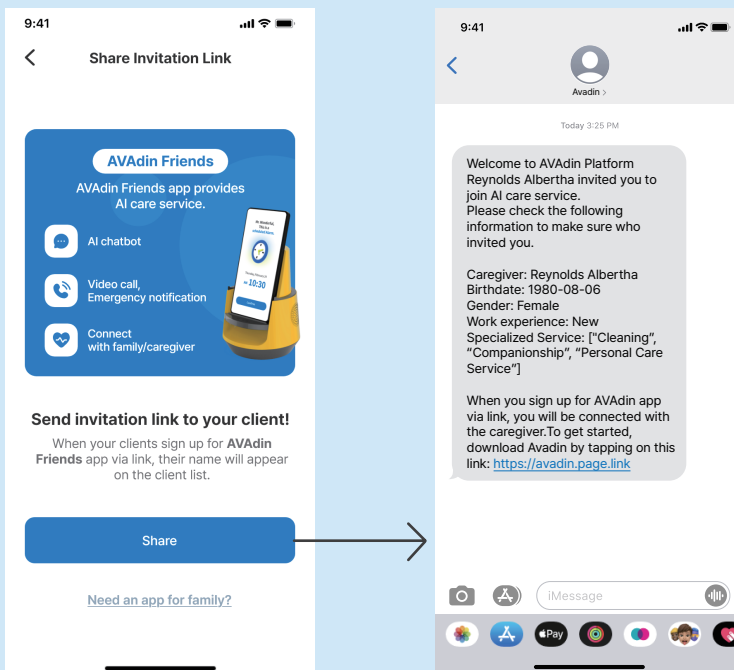 9:41
Share Invitation Link
AVAdin Friends
AVAdin Friends app provides
AI care service.
AI chatbot
Video call,
Emergency notification
Connect
with family/caregiver
10:30
Send invitation link to your client!
When your clients sign up for AVAdin
Friends app via link, their name will appear
on the client list.
Share
Need an app for family?
9:41
Avadin >
Today 3:25 PM
Welcome to AVAdin Platform
Reynolds Albertha invited you to
join AI care service.
Please check the following
information to make sure who
invited you.
Caregiver: Reynolds Albertha
Birthdate: 1980-08-06
Gender: Female
Work experience: New
Specialized Service: ["Cleaning",
“Companionship”, “Personal Care
Service”]
When you sign up for AVAdin app
via link, you will be connected with
the caregiver.To get started,
download Avadin by tapping on this
link: https://avadin.page.link
iMessage
Pay